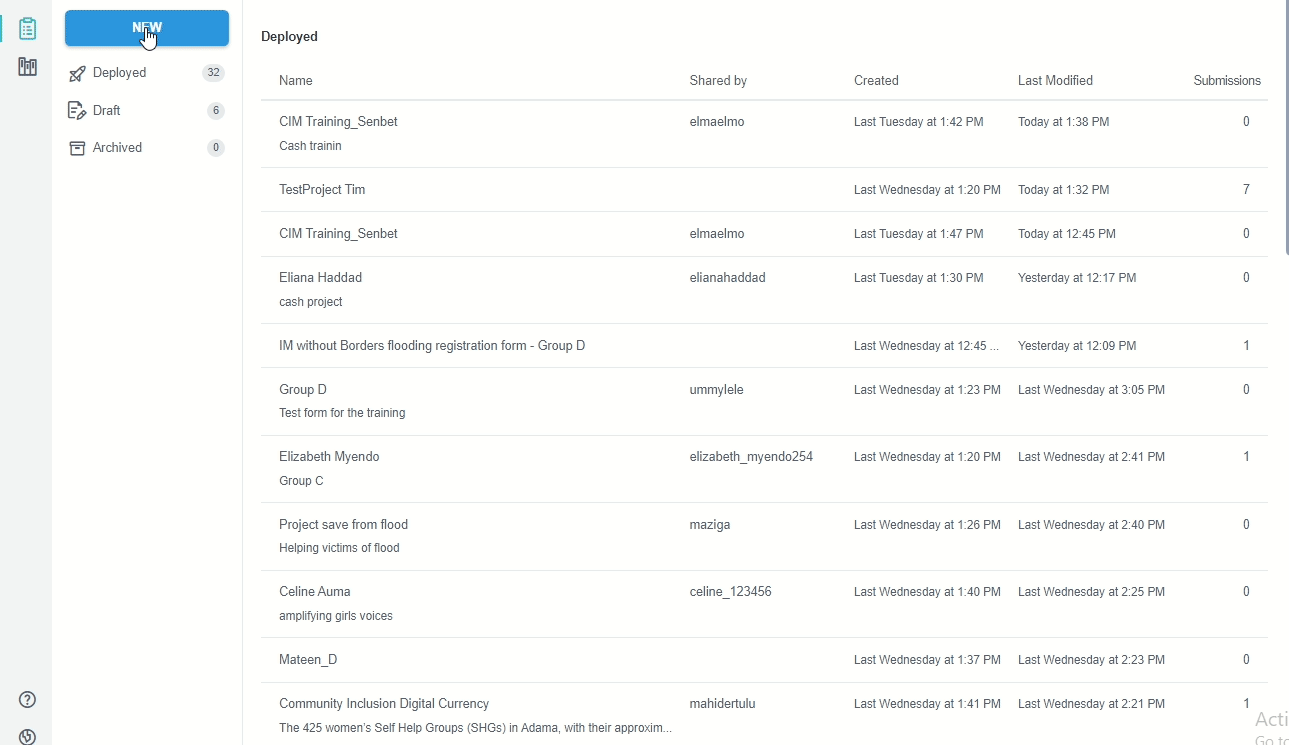 NEW
Deployed 32
Draft 6
Archived 0
Deployed
Name Shared by Created Last Modified Submissions
CIM Training_Senbet elmaelmo Last Tuesday at 1:42 PM Today at 1:38 PM 0
Cash trainin
TestProject Tim Last Wednesday at 1:20 PM Today at 1:32 PM 7
CIM Training_Senbet elmaelmo Last Tuesday at 1:47 PM Today at 12:45 PM 0
Eliana Haddad elianahaddad Last Tuesday at 1:30 PM Yesterday at 12:17 PM 0
cash project
IM without Borders flooding registration form - Group D Last Wednesday at 12:45 ... Yesterday at 12:09 PM 1
Group D ummylele Last Wednesday at 1:23 PM Last Wednesday at 3:05 PM 0
Test form for the training
Elizabeth Myendo elizabeth_myendo254 Last Wednesday at 1:20 PM Last Wednesday at 2:41 PM 1
Group C
Project save from flood maziga Last Wednesday at 1:26 PM Last Wednesday at 2:40 PM 0
Helping victims of flood
Celine Auma celine_123456 Last Wednesday at 1:40 PM Last Wednesday at 2:25 PM 0
amplifying girls voices
Mateen_D Last Wednesday at 1:37 PM Last Wednesday at 2:23 PM 0
Community Inclusion Digital Currency mahidertulu Last Wednesday at 1:41 PM Last Wednesday at 2:21 PM 1
The 425 women's Self Help Groups (SHGs) in Adama, with their approxim...
Acti
Go to